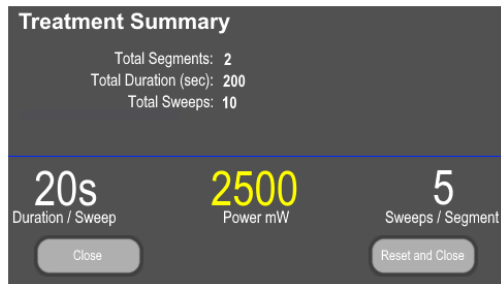 Treatment Summary
Total Segments: 2
Total Duration (sec): 200
Total Sweeps: 10
20s 2500 5
Duration / Sweep Power mW Sweeps / Segment
Close Reset and Close